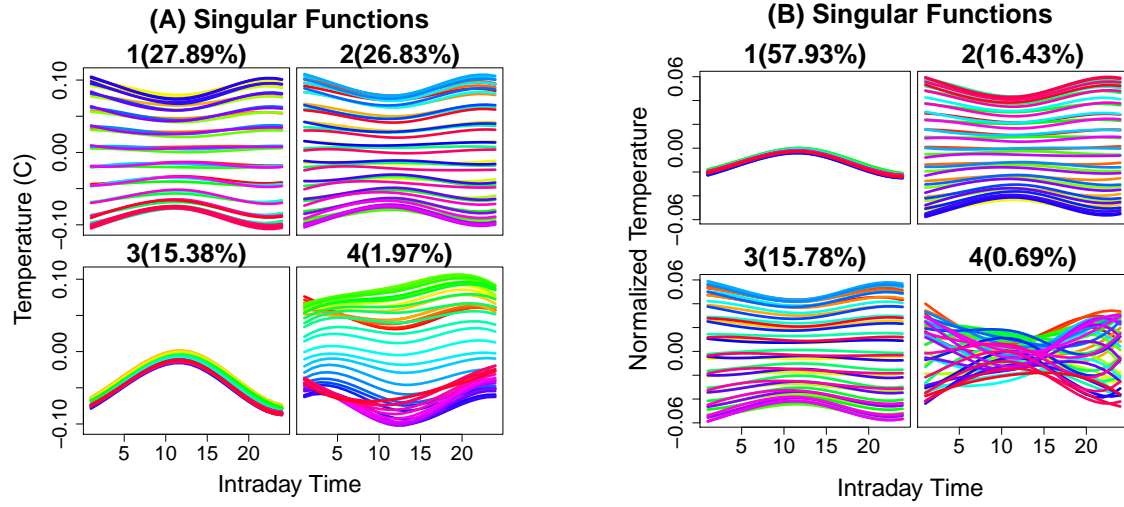 (A) Singular Functions
1(27.89%) 2(26.83%)
0.10
0.00
−0.10
3(15.38%) 4(1.97%)
0.10
0.00
−0.10
Temperature (C)
5 10 15 20 5 10 15 20
Intraday Time
(B) Singular Functions
1(57.93%) 2(16.43%)
0.06
0.00
−0.06
3(15.78%) 4(0.69%)
0.06
0.00
−0.06
Normalized Temperature
5 10 15 20 5 10 15 20
Intraday Time